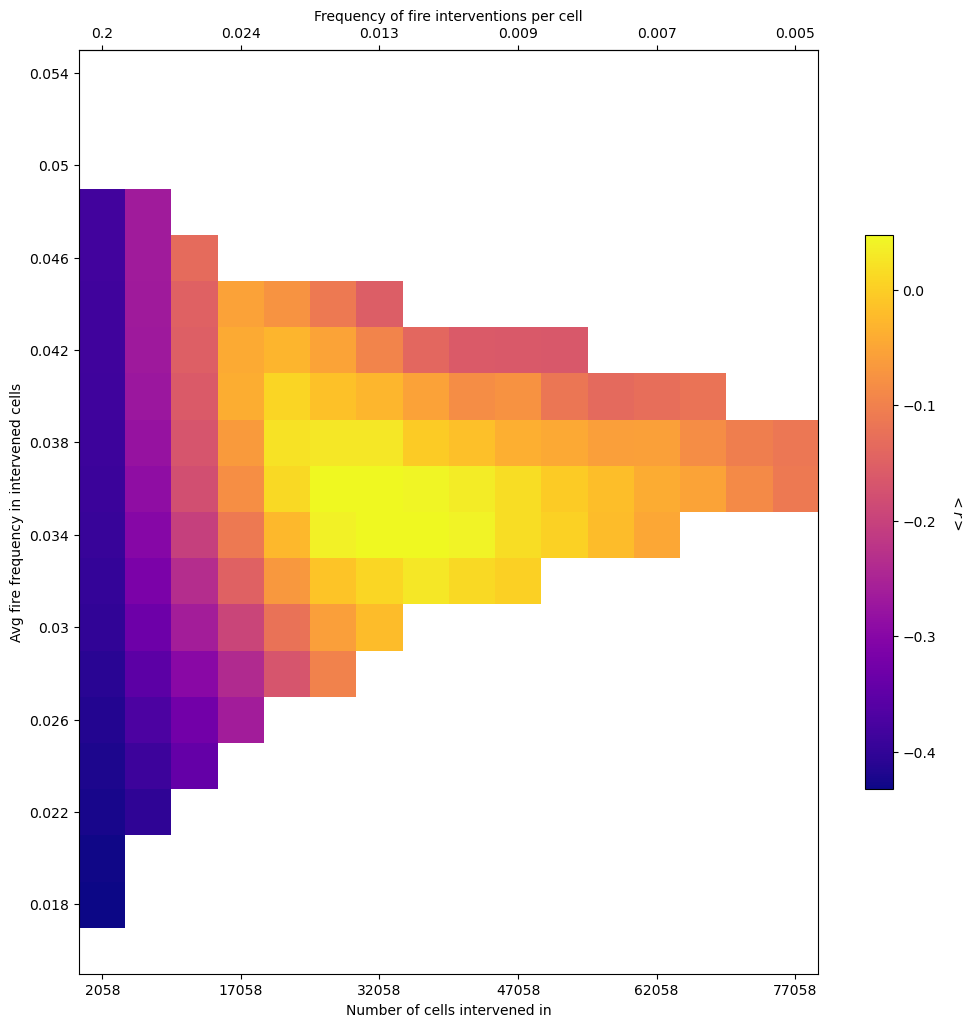 Frequency of fire interventions per cell
0.2 0.024 0.013 0.009 0.007 0.005
0.054
0.05
0.046
0.042
0.038
0.034
0.03
0.026
0.022
0.018
Avg fire frequency in intervened cells
2058 17058 32058 47058 62058 77058
Number of cells intervened in
0.0
−0.1
−0.2
−0.3
−0.4
< r >